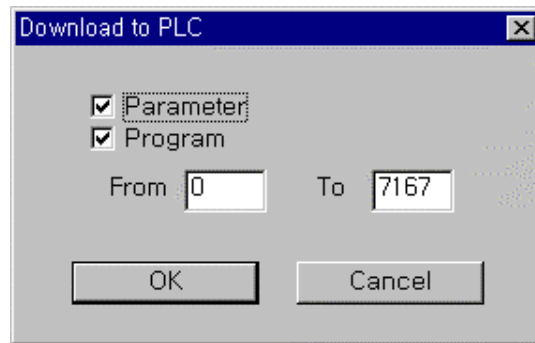 Download to PLC
Parameter
Program
From 0 To 7167
OK Cancel